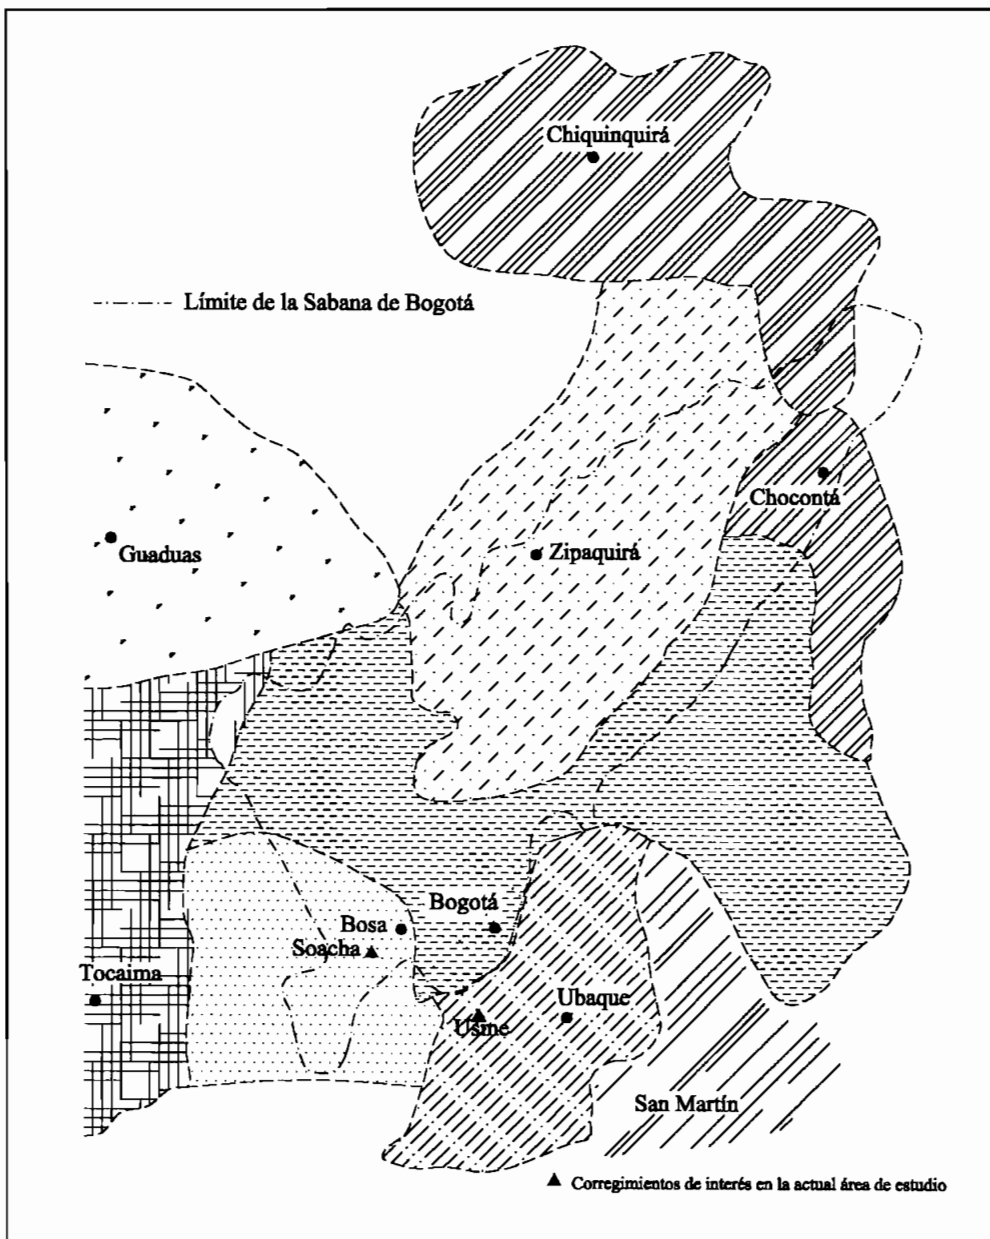 Chiquinquirá
Límite de la Sabana de Bogotá
Chocontá
Guaduas
Zipaquirá
Bogotá
Bosa
Soacha
Tocaima
Ubaque
Usme
San Martín
Corregimientos de interés en la actual área de estudio